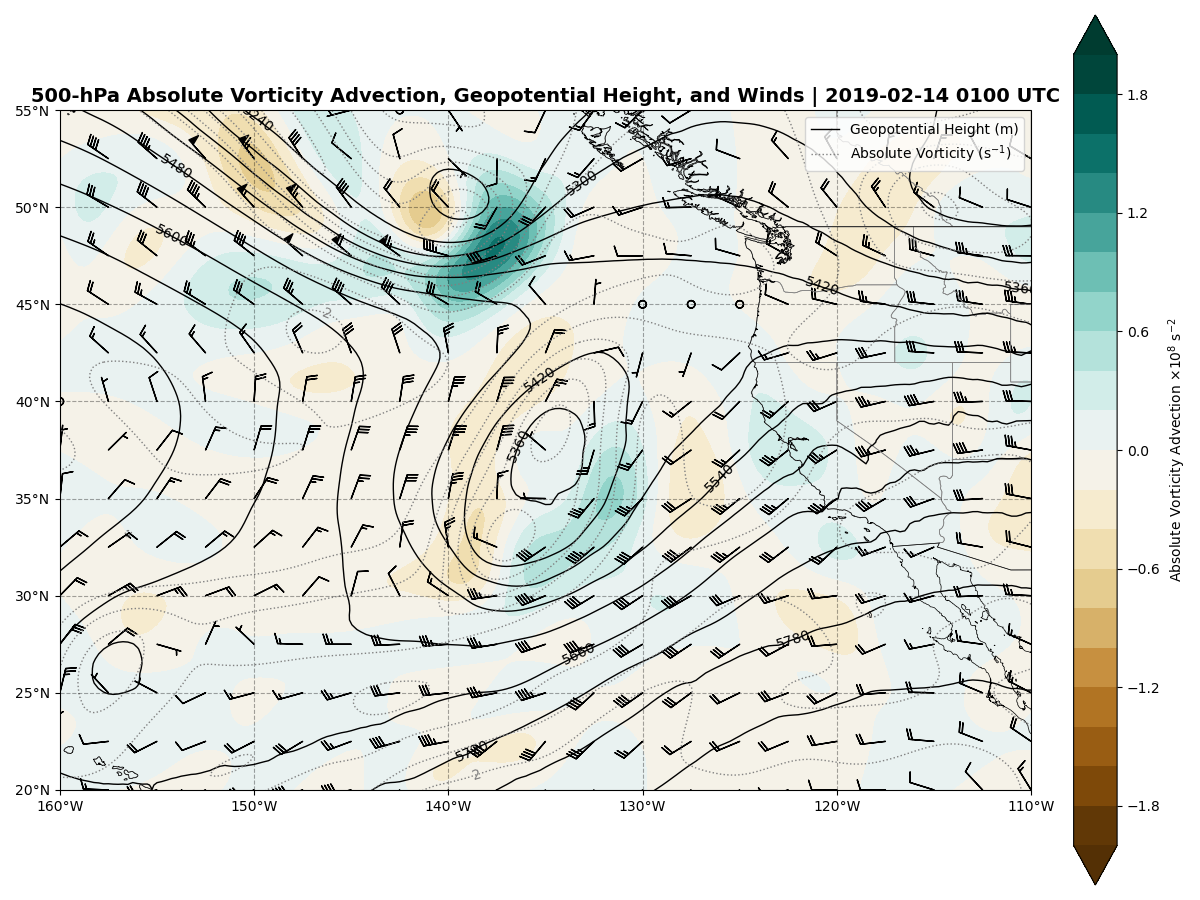 500-hPa Absolute Vorticity Advection, Geopotential Height, and Winds | 2019-02-14 0100 UTC
Geopotential Height (m)
Absolute Vorticity (s⁻¹)
55°N
50°N
45°N
40°N
35°N
30°N
25°N
20°N
160°W
150°W
140°W
130°W
120°W
110°W
5240
5480
5600
5300
5420
5360
2
5420
5360
5540
5780
5660
5780
2
1.8
1.2
0.6
0.0
−0.6
−1.2
−1.8
Absolute Vorticity Advection ×10⁸ s⁻²